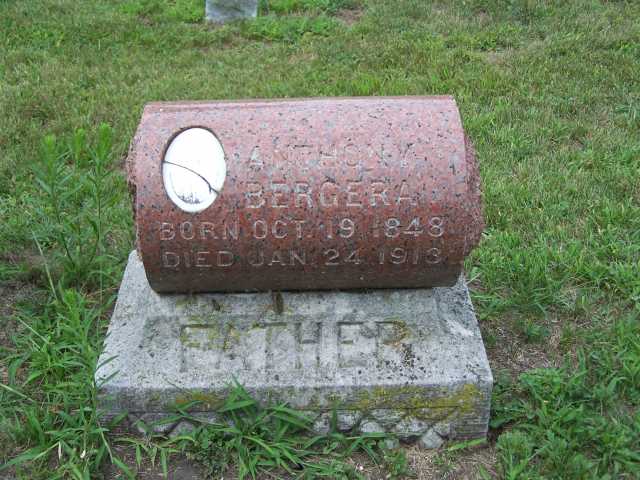 ANTHONY
BERGERA
BORN OCT. 19. 1848
DIED JAN. 24. 1913.
FATHER